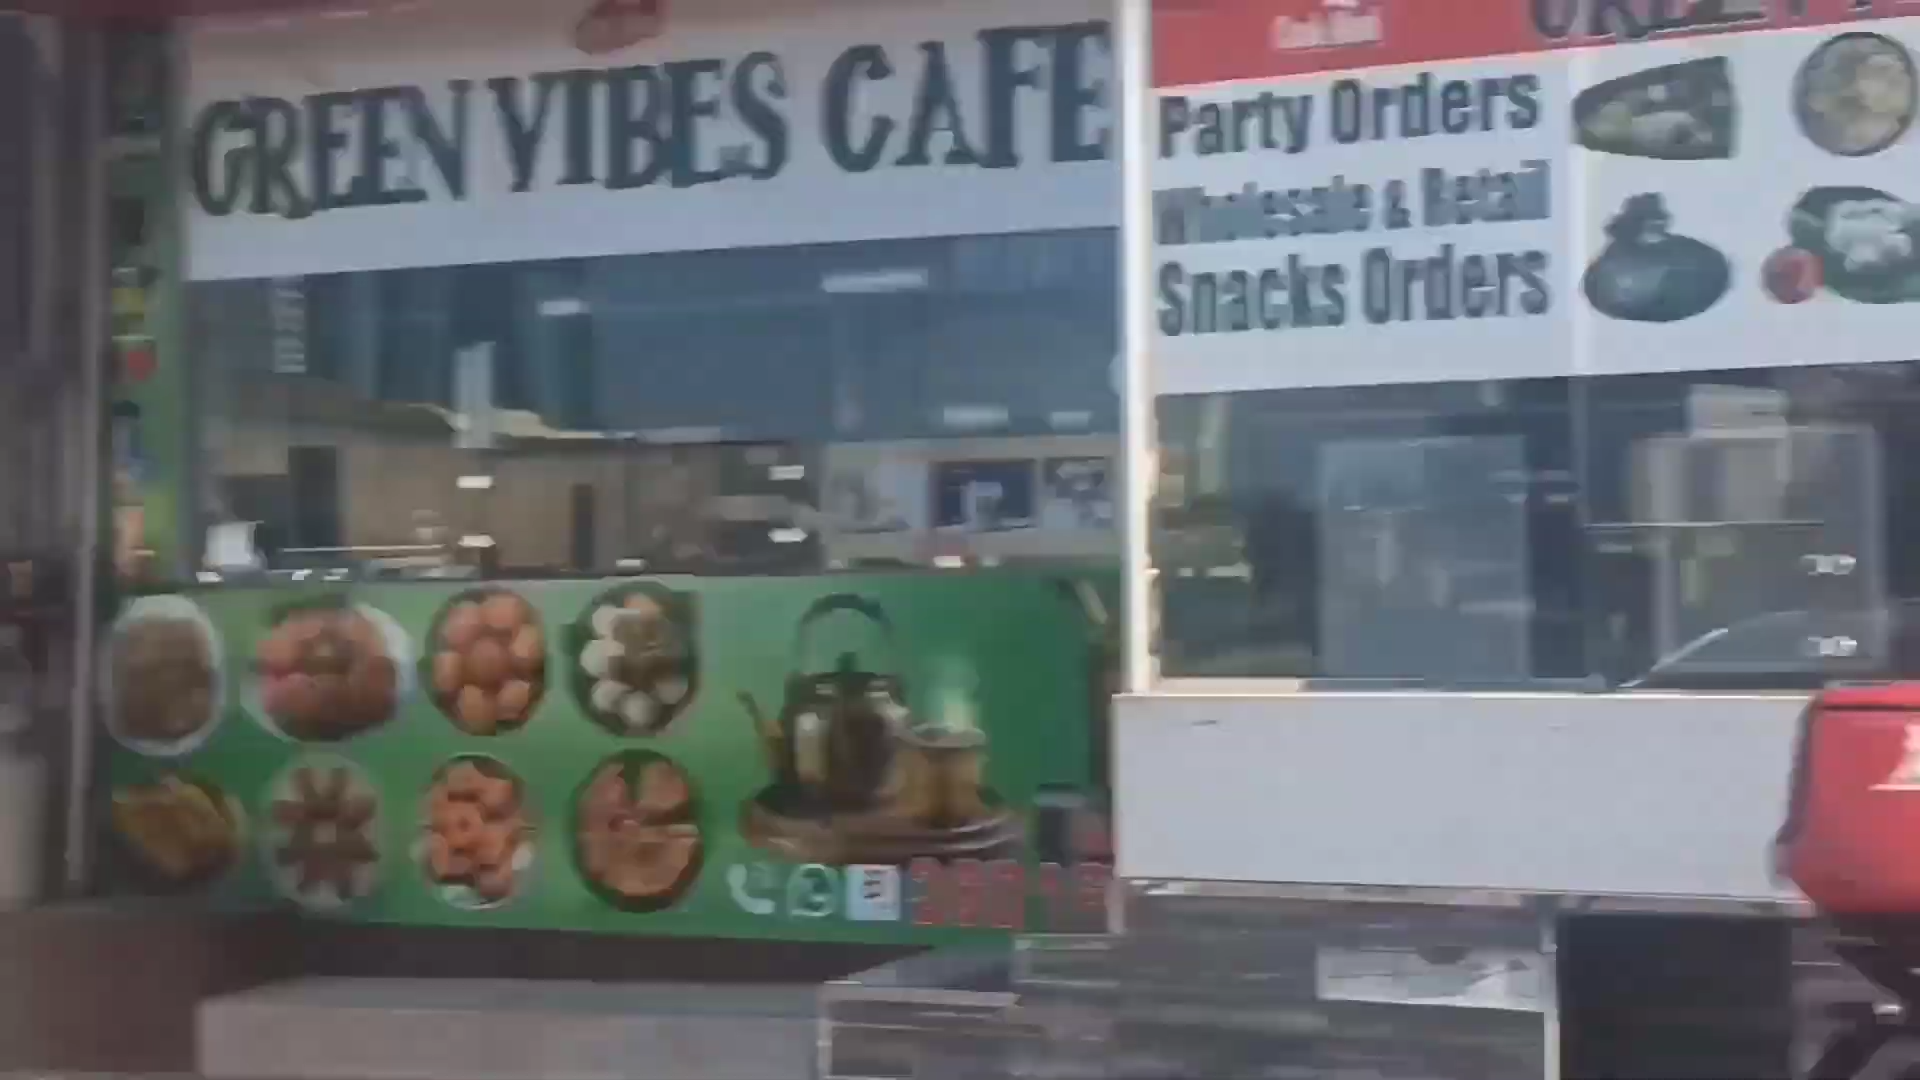 GREEN VIBES CAFE
Party Orders
Wholesale & Retail
Snacks Orders